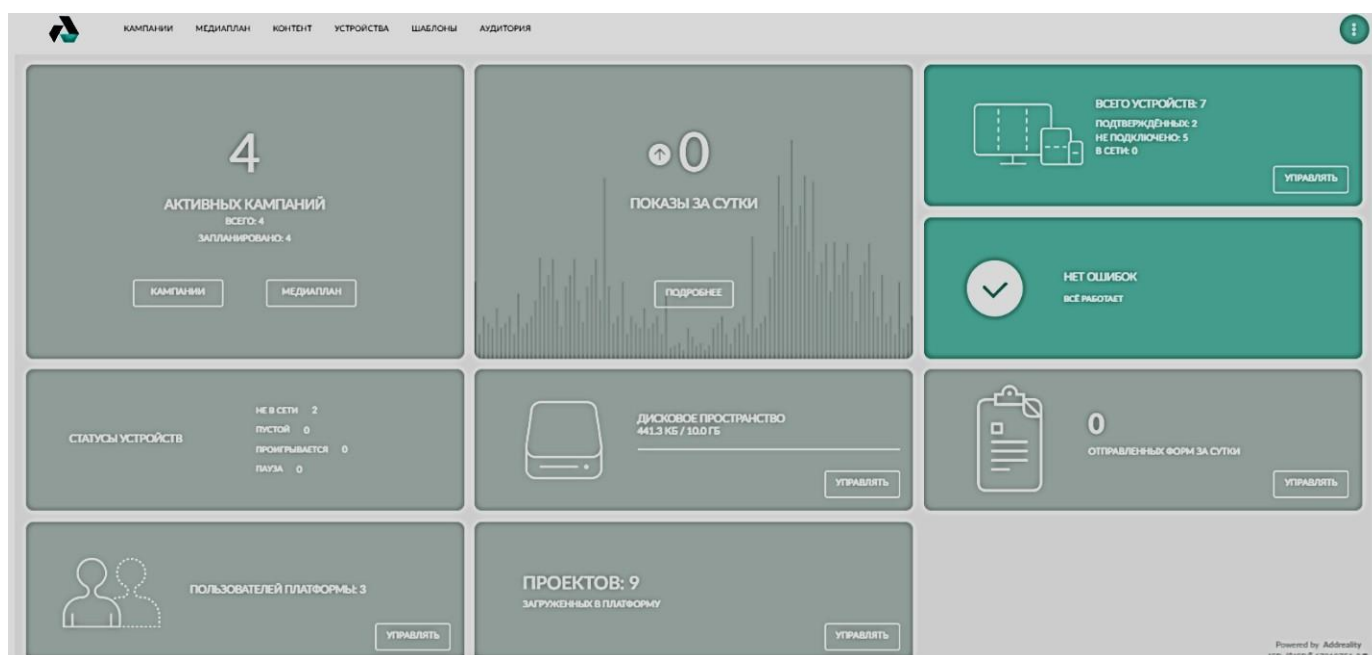 КАМПАНИИ МЕДИАПЛАН КОНТЕНТ УСТРОЙСТВА ШАБЛОНЫ АУДИТОРИЯ
4
АКТИВНЫХ КАМПАНИЙ
ВСЕГО: 4
ЗАПЛАНИРОВАНО: 4
КАМПАНИИ МЕДИАПЛАН
0
ПОКАЗЫ ЗА СУТКИ
ПОДРОБНЕЕ
ВСЕГО УСТРОЙСТВ: 7
ПОДТВЕРЖДЁННЫХ: 2
НЕ ПОДКЛЮЧЕНО: 5
В СЕТИ: 0
УПРАВЛЯТЬ
НЕТ ОШИБОК
ВСЁ РАБОТАЕТ
СТАТУСЫ УСТРОЙСТВ
НЕ В СЕТИ 2
ПУСТОЙ 0
ПРОИГРЫВАЕТСЯ 0
ПАУЗА 0
ДИСКОВОЕ ПРОСТРАНСТВО
441.3 КБ / 10.0 ГБ
УПРАВЛЯТЬ
0
ОТПРАВЛЕННЫХ ФОРМ ЗА СУТКИ
УПРАВЛЯТЬ
ПОЛЬЗОВАТЕЛЕЙ ПЛАТФОРМЫ: 3
УПРАВЛЯТЬ
ПРОЕКТОВ: 9
ЗАГРУЖЕННЫХ В ПЛАТФОРМУ
УПРАВЛЯТЬ
Powered by Addreality